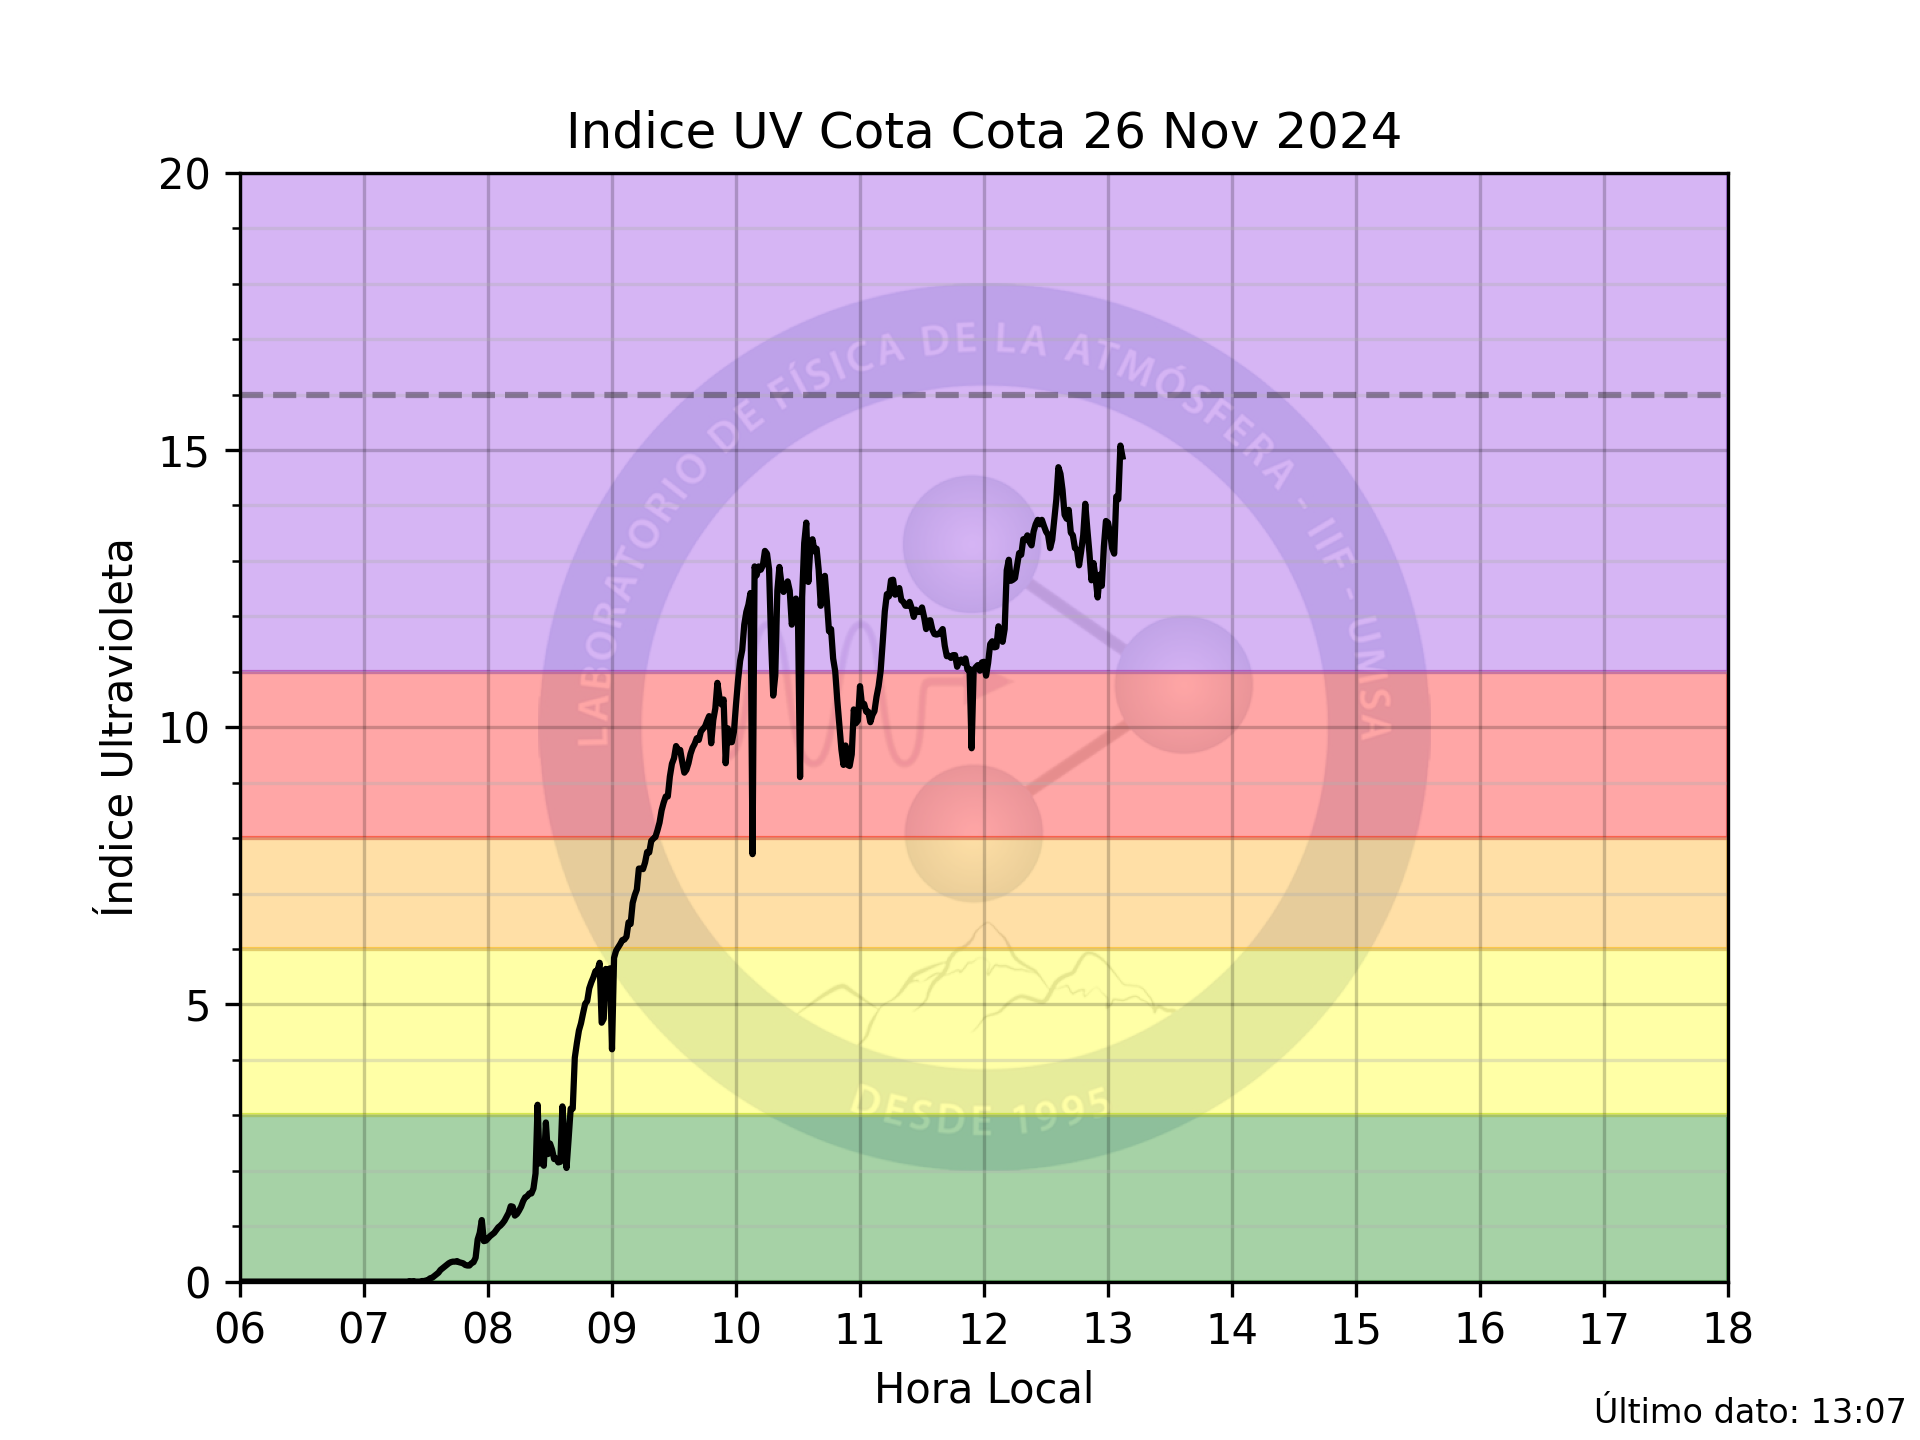 Indice UV Cota Cota 26 Nov 2024
20
15
10
5
0
Índice Ultravioleta
LABORATORIO DE FÍSICA DE LA ATMÓSFERA - IIF - UMSA
DESDE 1995
06 07 08 09 10 11 12 13 14 15 16 17 18
Hora Local
Último dato: 13:07